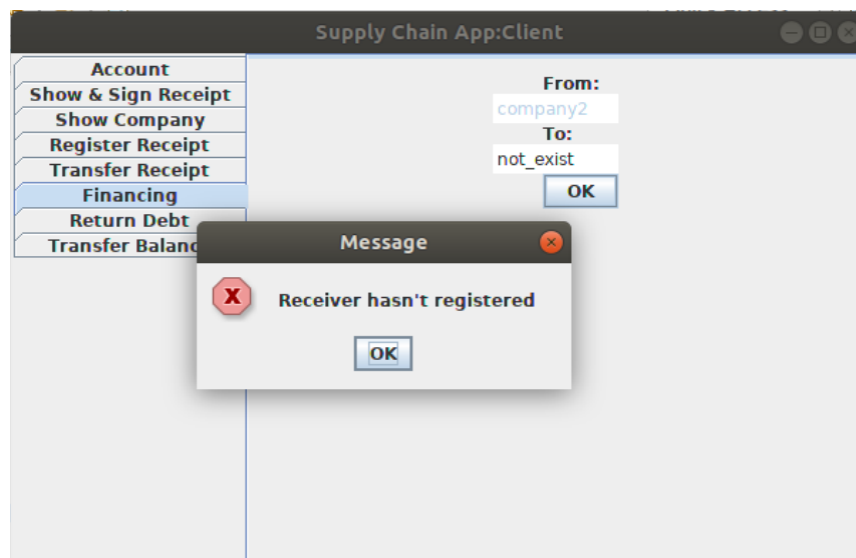 Supply Chain App:Client
Account
Show & Sign Receipt
Show Company
Register Receipt
Transfer Receipt
Financing
Return Debt
Transfer Balanc
From:
company2
To:
not_exist
OK
Message
X
Receiver hasn't registered
OK